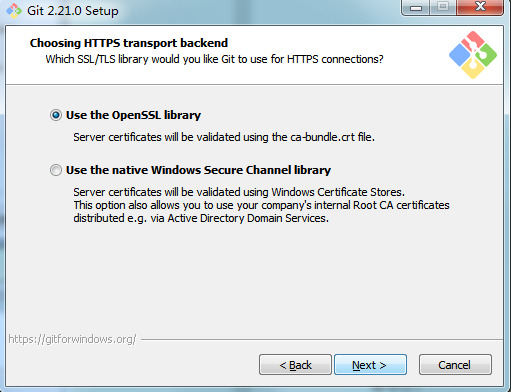 Git 2.21.0 Setup
Choosing HTTPS transport backend
Which SSL/TLS library would you like Git to use for HTTPS connections?
Use the OpenSSL library
Server certificates will be validated using the ca-bundle.crt file.
Use the native Windows Secure Channel library
Server certificates will be validated using Windows Certificate Stores.
This option also allows you to use your company's internal Root CA certificates
distributed e.g. via Active Directory Domain Services.
https://gitforwindows.org/
< Back
Next >
Cancel